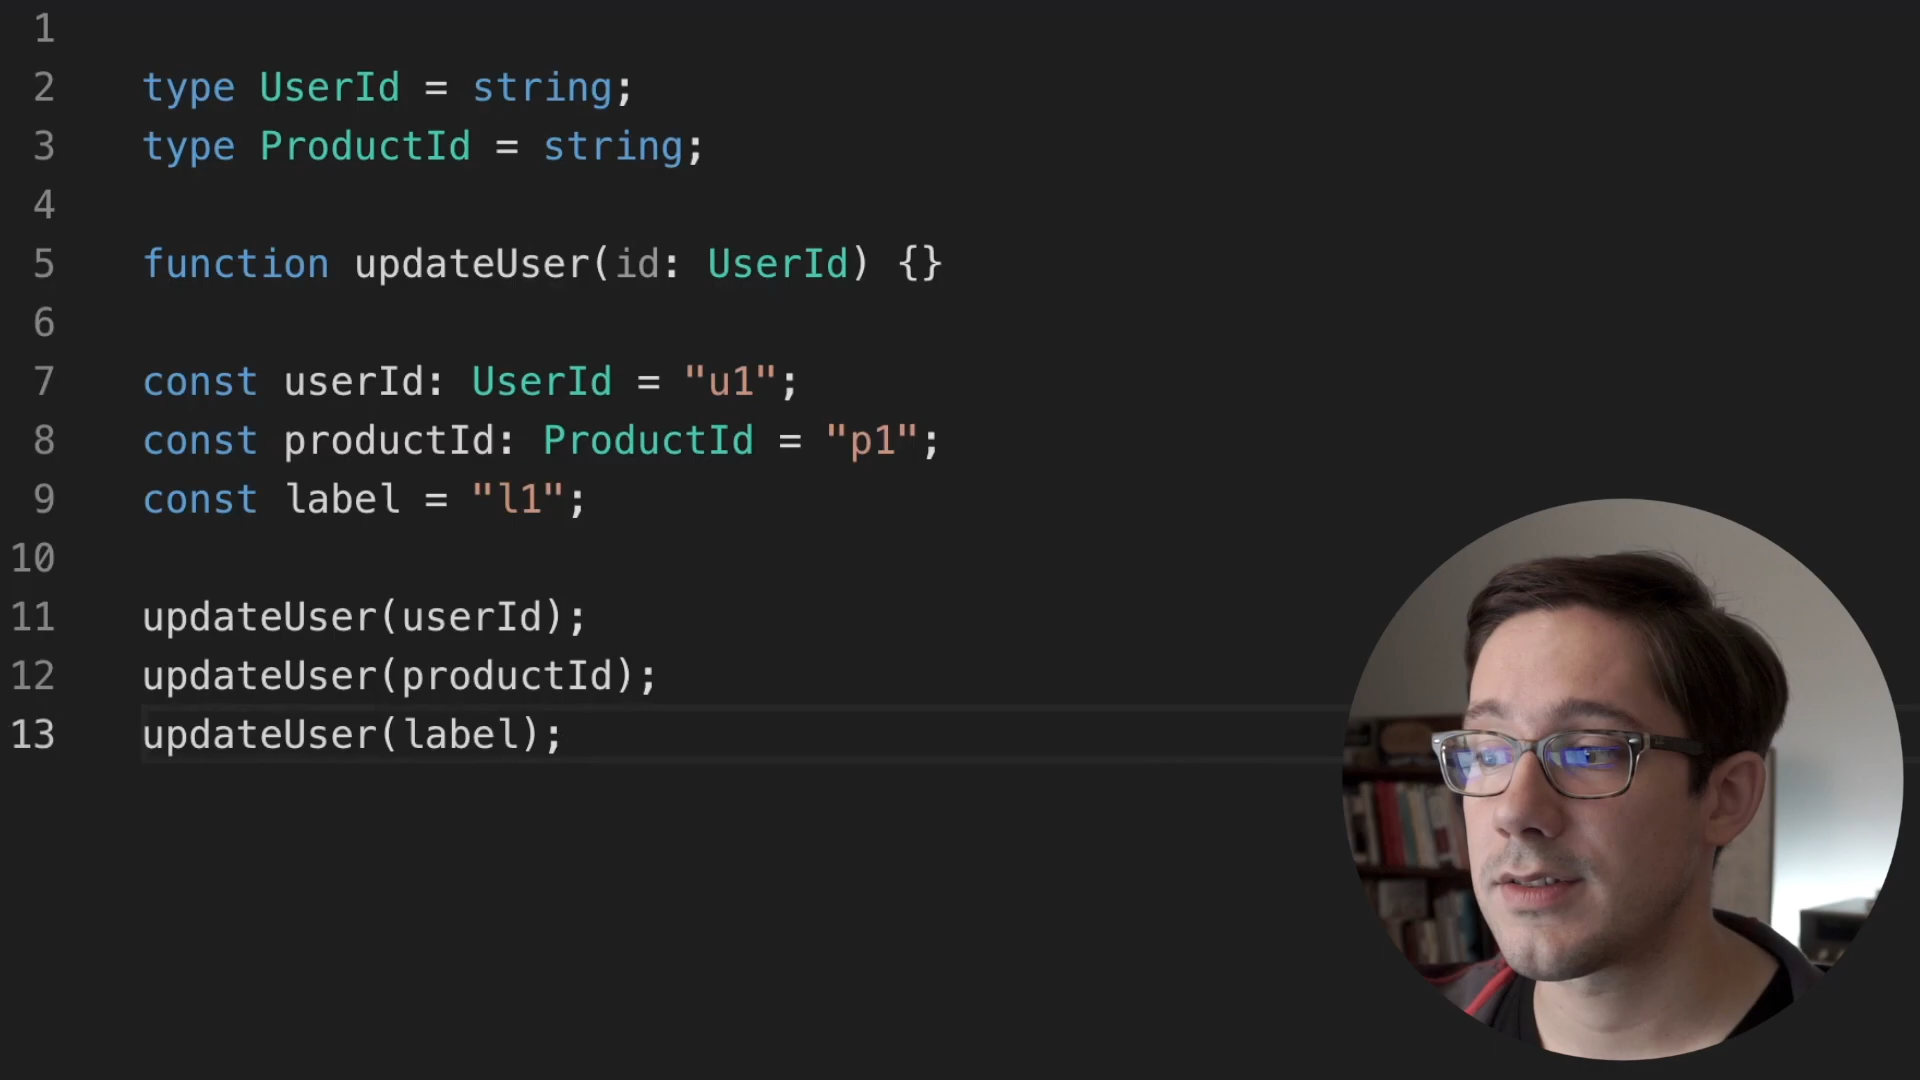 1
2 type UserId = string;
3 type ProductId = string;
4
5 function updateUser(id: UserId) {}
6
7 const userId: UserId = "u1";
8 const productId: ProductId = "p1";
9 const label = "l1";
10
11 updateUser(userId);
12 updateUser(productId);
13 updateUser(label);